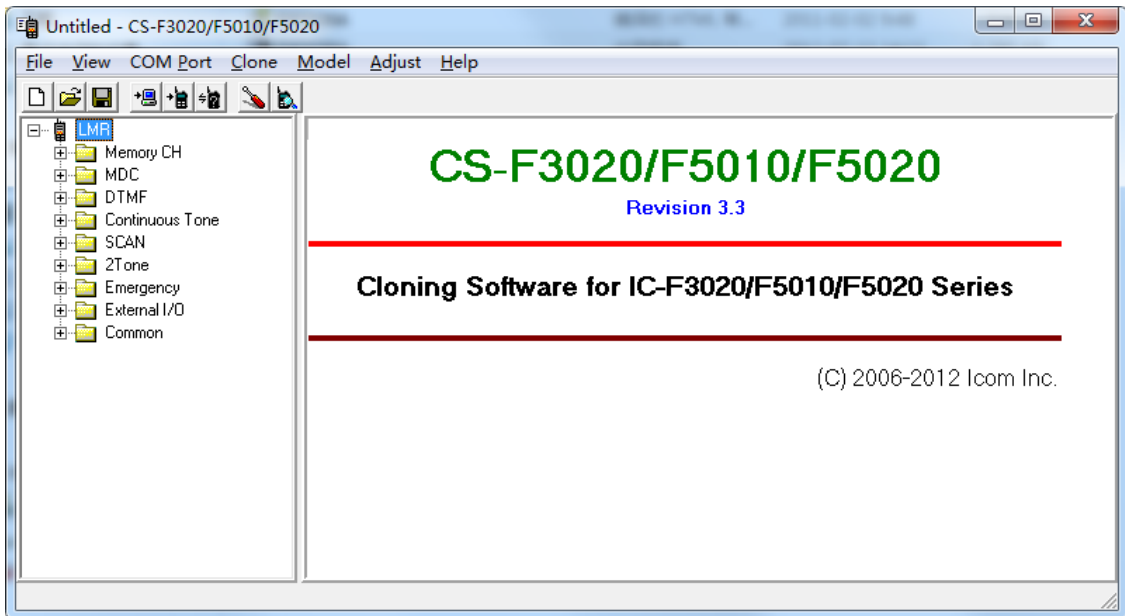 Untitled - CS-F3020/F5010/F5020
File View COM Port Clone Model Adjust Help
LMR
Memory CH
MDC
DTMF
Continuous Tone
SCAN
2Tone
Emergency
External I/O
Common
CS-F3020/F5010/F5020
Revision 3.3
Cloning Software for IC-F3020/F5010/F5020 Series
(C) 2006-2012 Icom Inc.